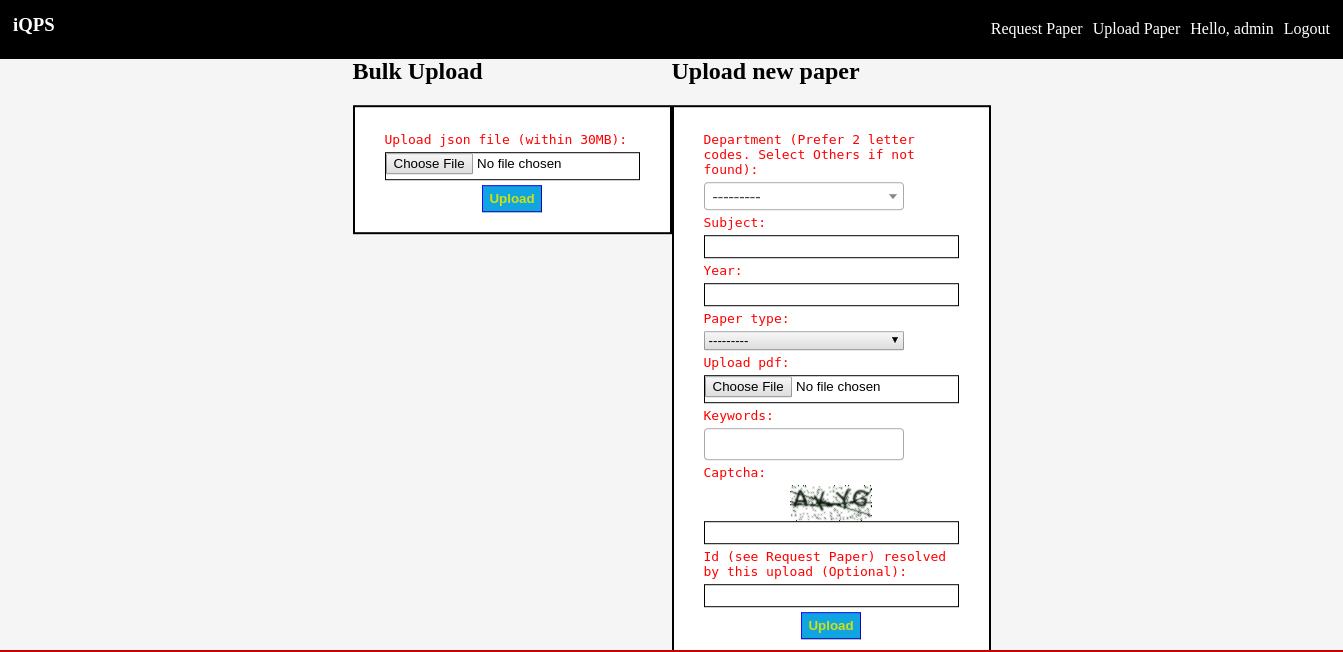 iQPS
Request Paper Upload Paper Hello, admin Logout
Bulk Upload
Upload json file (within 30MB):
Choose File No file chosen
Upload
Upload new paper
Department (Prefer 2 letter
codes. Select Others if not
found):
---------
Subject:
Year:
Paper type:
---------
Upload pdf:
Choose File No file chosen
Keywords:
Captcha:
Id (see Request Paper) resolved
by this upload (Optional):
Upload